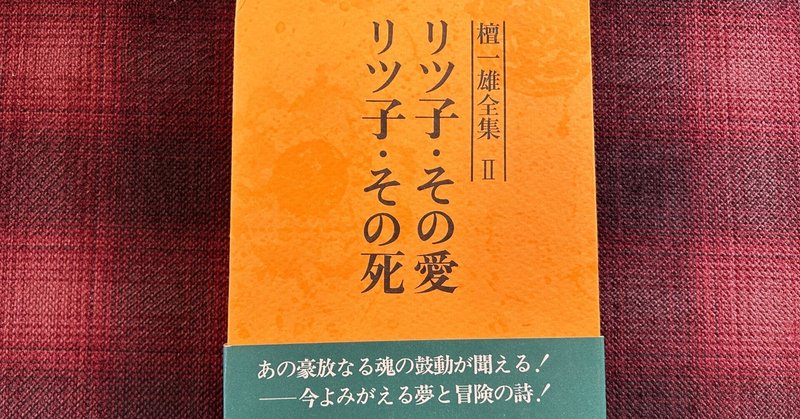 檀一雄全集 Ⅱ
リツ子・その愛
リツ子・その死
あの豪放なる魂の鼓動が聞える！
──今よみがえる夢と冒険の詩！